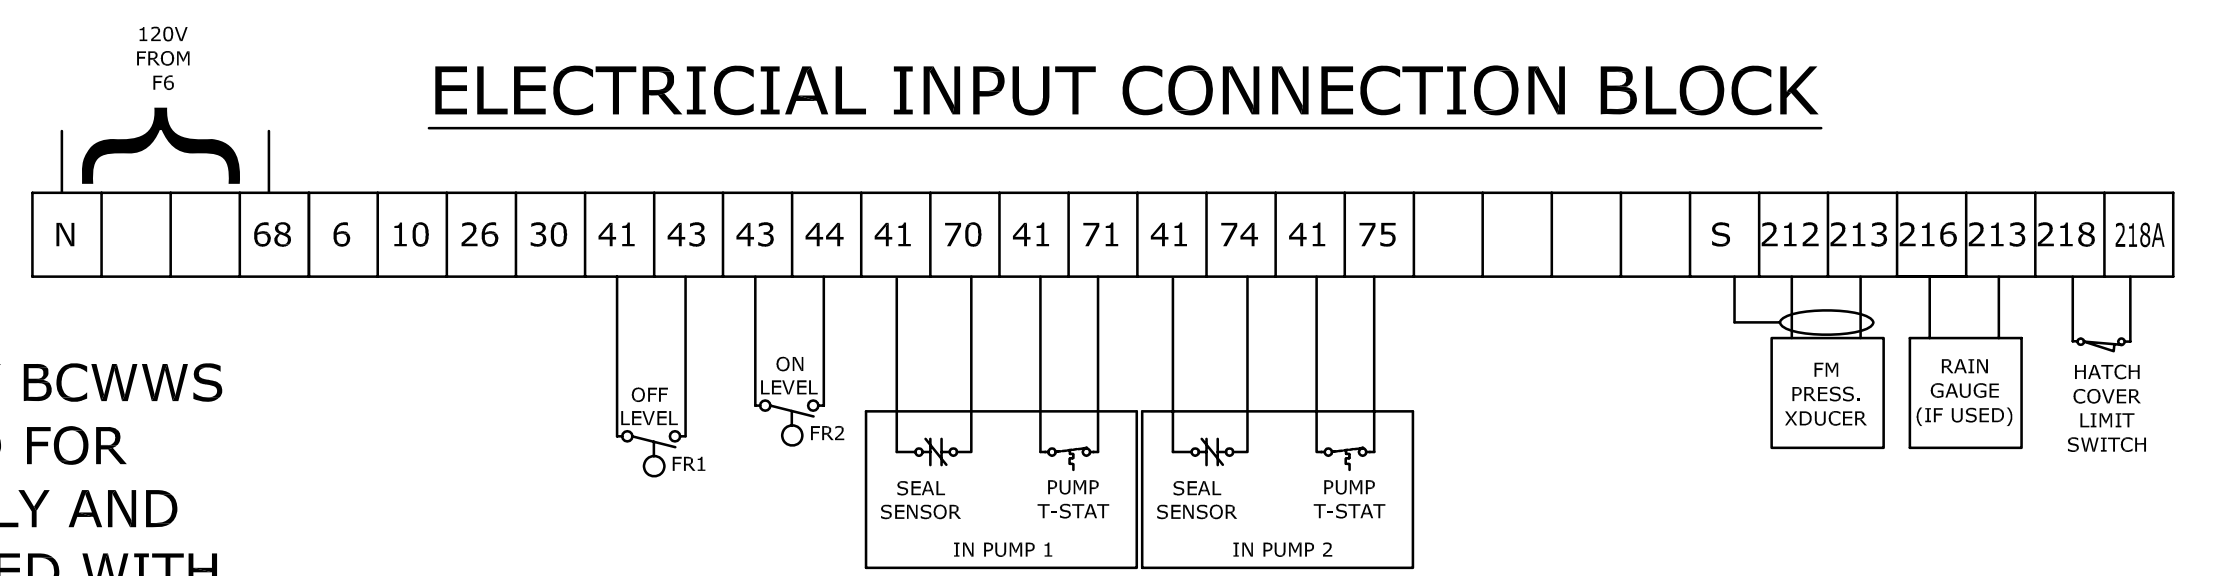 120V
FROM
F6
ELECTRICIAL INPUT CONNECTION BLOCK
N 68 6 10 26 30 41 43 43 44 41 70 41 71 41 74 41 75 S 212 213 216 213 218 218A
BCWWS
FOR
LY AND
ED WITH
OFF
LEVEL
FR1
ON
LEVEL
FR2
SEAL
SENSOR
PUMP
T-STAT
IN PUMP 1
SEAL
SENSOR
PUMP
T-STAT
IN PUMP 2
FM
PRESS.
XDUCER
RAIN
GAUGE
(IF USED)
HATCH
COVER
LIMIT
SWITCH